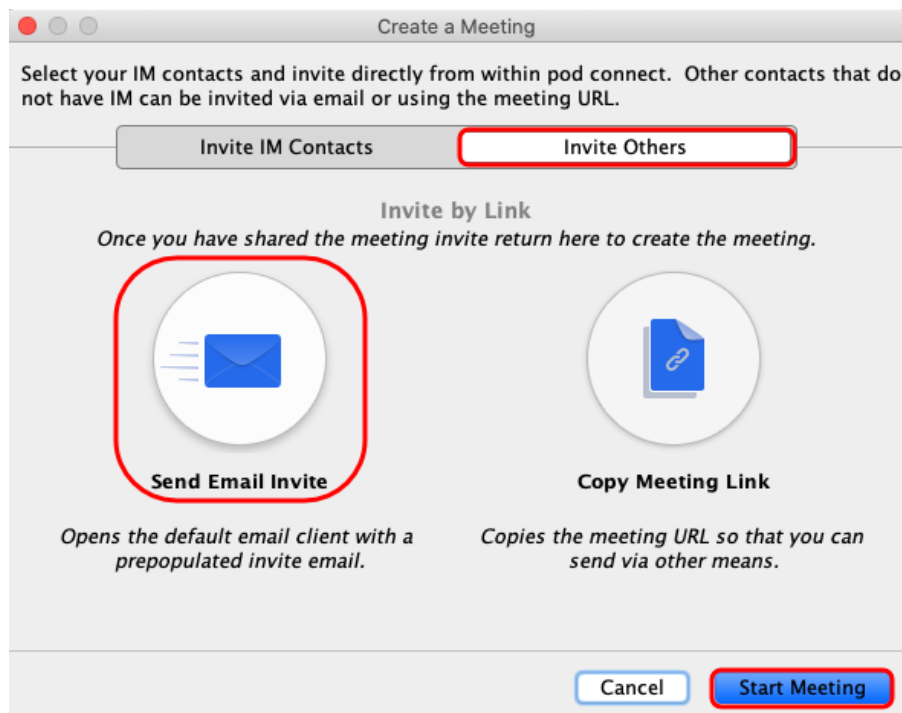 Create a Meeting
Select your IM contacts and invite directly from within pod connect. Other contacts that do
not have IM can be invited via email or using the meeting URL.
Invite IM Contacts
Invite Others
Invite by Link
Once you have shared the meeting invite return here to create the meeting.
Send Email Invite
Copy Meeting Link
Opens the default email client with a
prepopulated invite email.
Copies the meeting URL so that you can
send via other means.
Cancel
Start Meeting